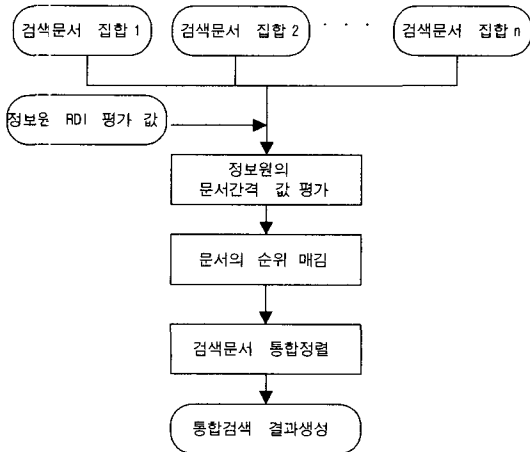 검색문서 집합 1
검색문서 집합 2
· · ·
검색문서 집합 n
정보원 RDI 평가 값
정보원의
문서간격 값 평가
문서의 순위 매김
검색문서 통합정렬
통합검색 결과생성